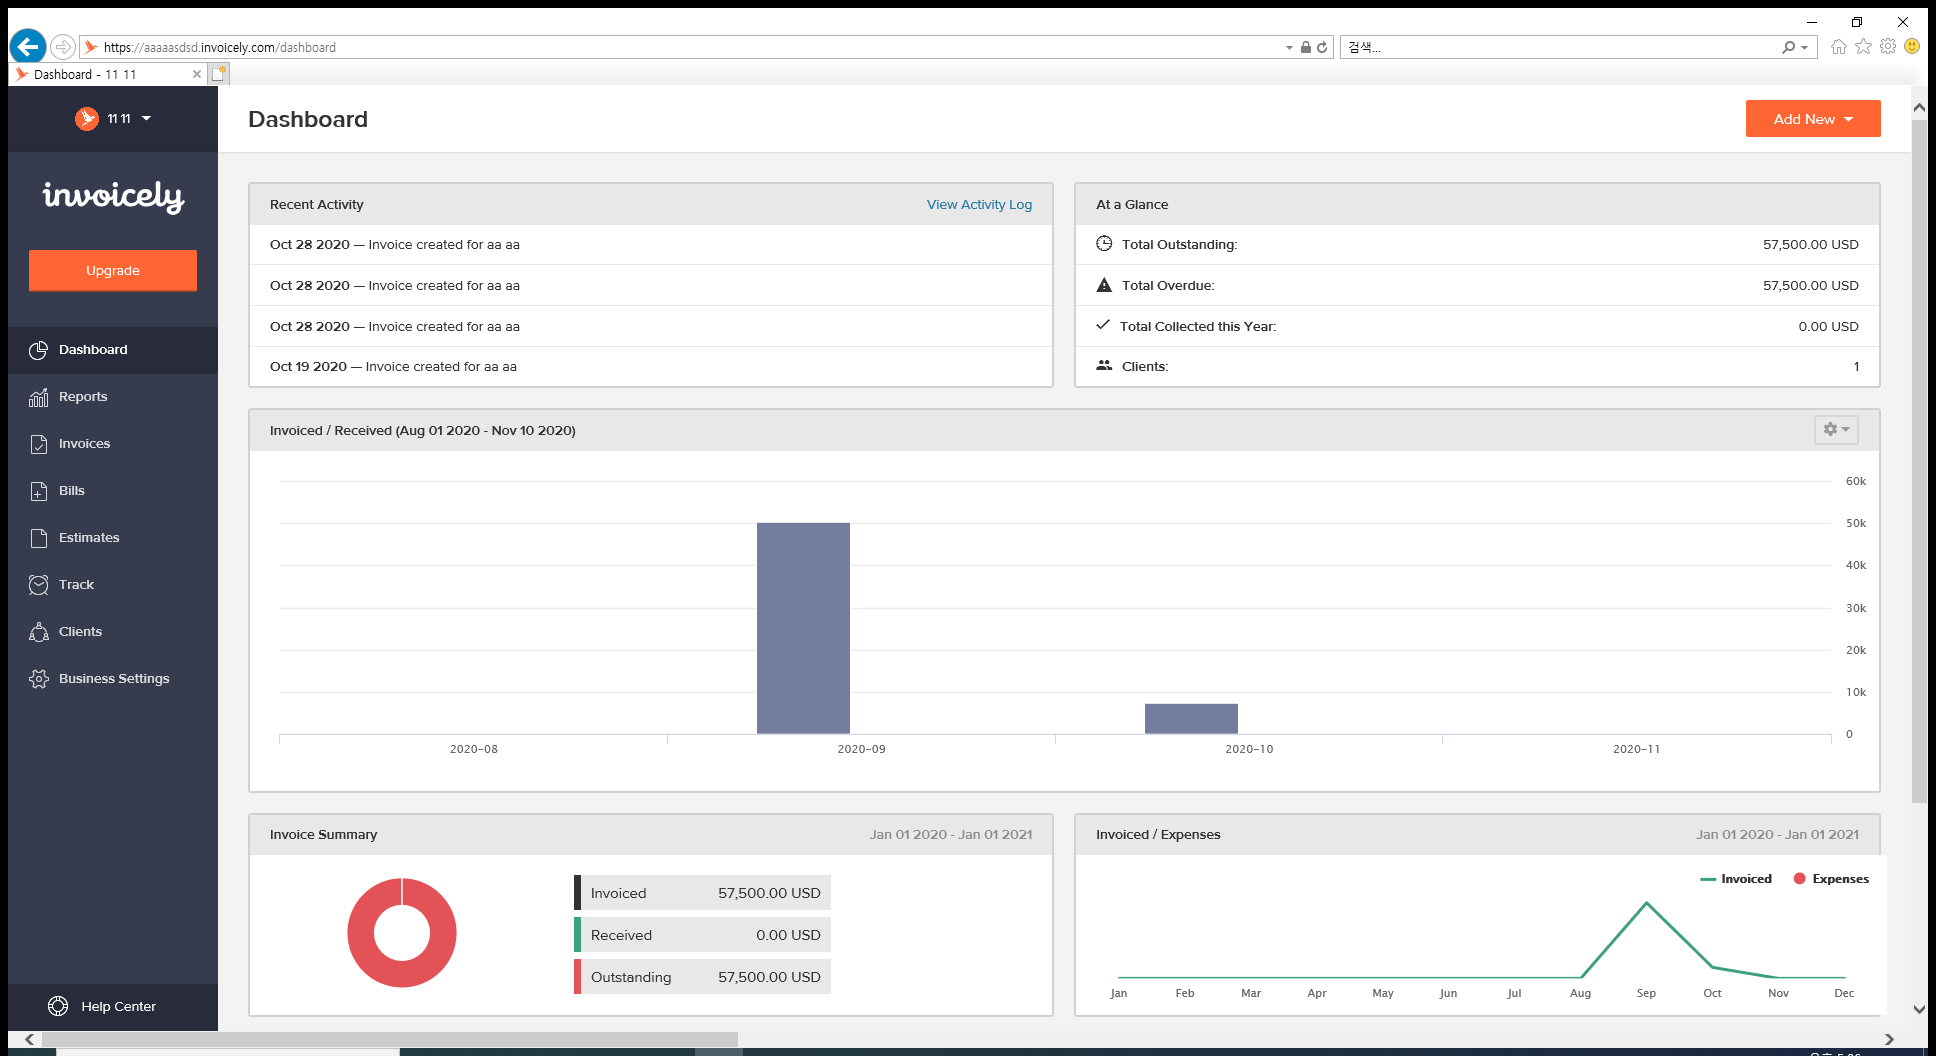 https://aaaaasdsd.invoicely.com/dashboard
검색...
Dashboard - 11 11
11 11
Dashboard
Add New
invoicely
Upgrade
Dashboard
Reports
Invoices
Bills
Estimates
Track
Clients
Business Settings
Help Center
Recent Activity
View Activity Log
Oct 28 2020 — Invoice created for aa aa
Oct 28 2020 — Invoice created for aa aa
Oct 28 2020 — Invoice created for aa aa
Oct 19 2020 — Invoice created for aa aa
At a Glance
Total Outstanding: 57,500.00 USD
Total Overdue: 57,500.00 USD
Total Collected this Year: 0.00 USD
Clients: 1
Invoiced / Received (Aug 01 2020 - Nov 10 2020)
60k
50k
40k
30k
20k
10k
0
2020-08 2020-09 2020-10 2020-11
Invoice Summary Jan 01 2020 - Jan 01 2021
Invoiced 57,500.00 USD
Received 0.00 USD
Outstanding 57,500.00 USD
Invoiced / Expenses Jan 01 2020 - Jan 01 2021
Invoiced Expenses
Jan Feb Mar Apr May Jun Jul Aug Sep Oct Nov Dec